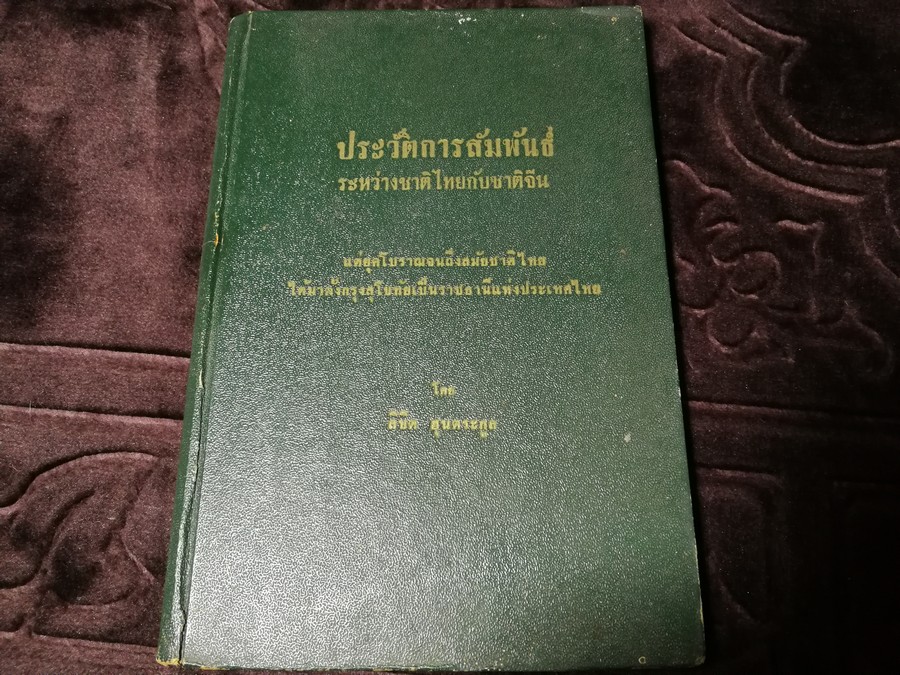 ประวัติการสัมพันธ์
ระหว่างชาติไทยกับชาติจีน
แต่ยุคโบราณจนถึงสมัยชาติไทย
ได้มาตั้งกรุงสุโขทัยเป็นราชธานีแห่งประเทศไทย
โดย
ลิขิต ฮุนตระกูล